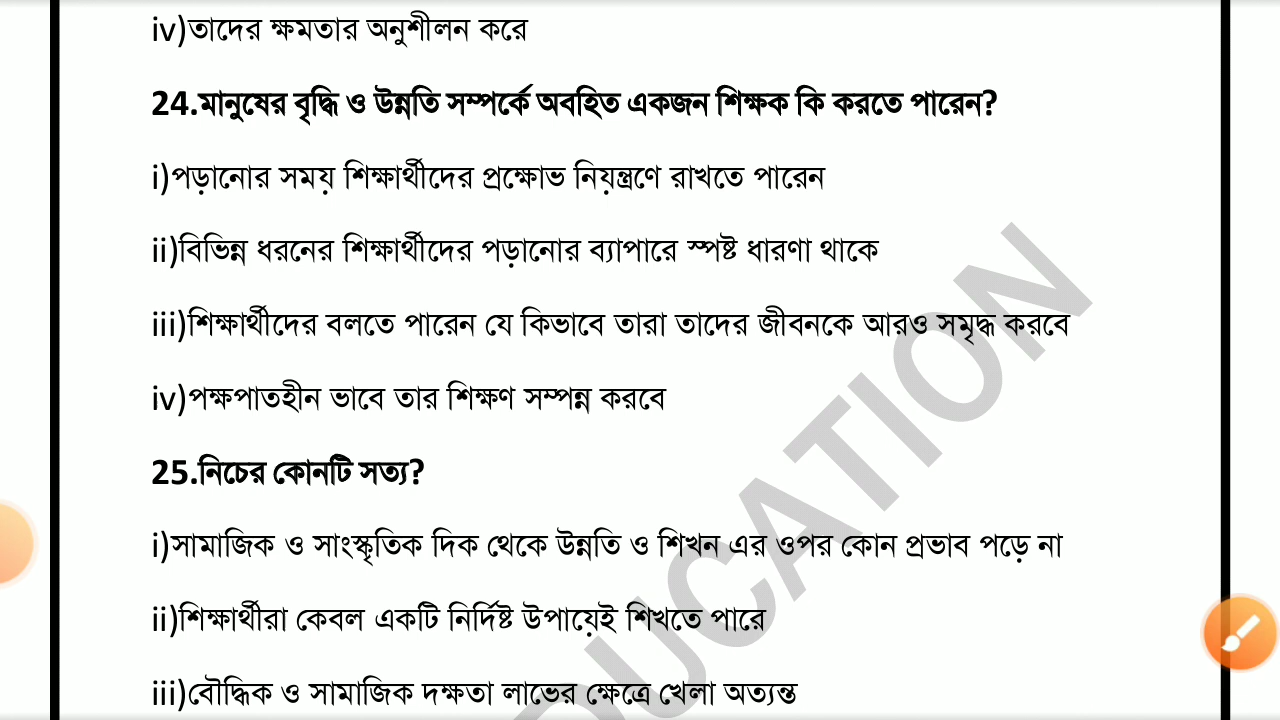 iv)তাদের ক্ষমতার অনুশীলন করে
24.মানুষের বৃদ্ধি ও উন্নতি সম্পর্কে অবহিত একজন শিক্ষক কি করতে পারেন?
i)পড়ানোর সময় শিক্ষার্থীদের প্রক্ষোভ নিয়ন্ত্রণে রাখতে পারেন
ii)বিভিন্ন ধরনের শিক্ষার্থীদের পড়ানোর ব্যাপারে স্পষ্ট ধারণা থাকে
iii)শিক্ষার্থীদের বলতে পারেন যে কিভাবে তারা তাদের জীবনকে আরও সমৃদ্ধ করবে
iv)পক্ষপাতহীন ভাবে তার শিক্ষণ সম্পন্ন করবে
25.নিচের কোনটি সত্য?
i)সামাজিক ও সাংস্কৃতিক দিক থেকে উন্নতি ও শিখন এর ওপর কোন প্রভাব পড়ে না
ii)শিক্ষার্থীরা কেবল একটি নির্দিষ্ট উপায়েই শিখতে পারে
iii)বৌদ্ধিক ও সামাজিক দক্ষতা লাভের ক্ষেত্রে খেলা অত্যন্ত
DUCATION